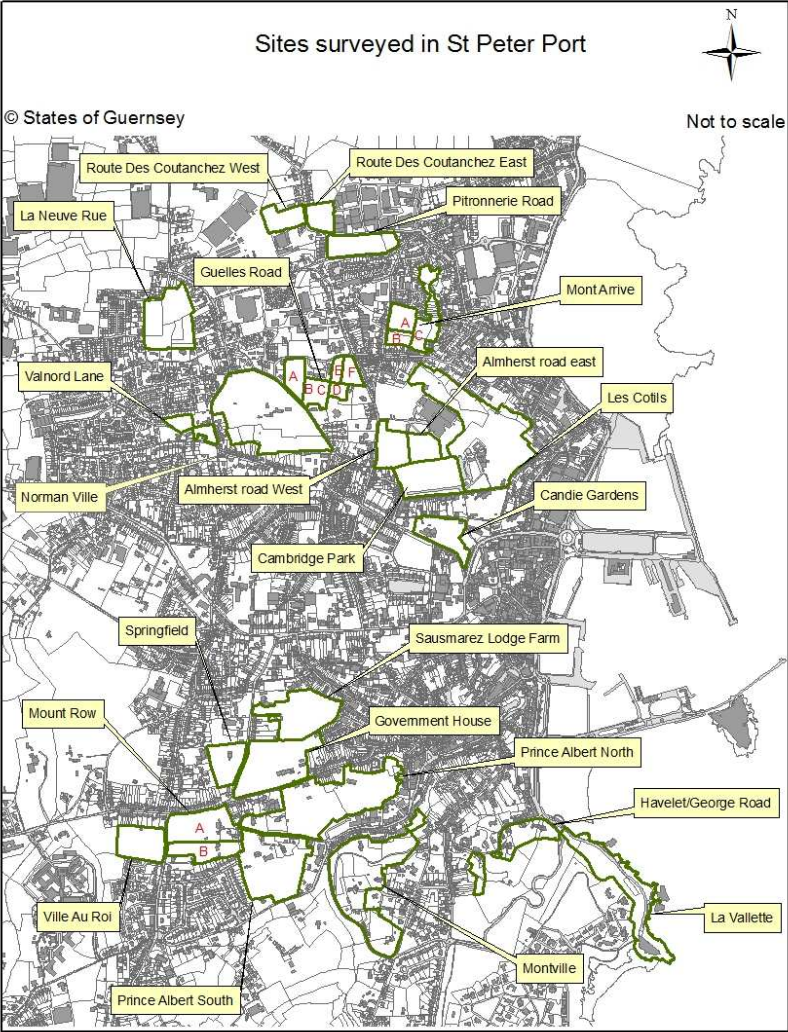 N
Sites surveyed in St Peter Port
© States of Guernsey
Not to scale
Route Des Coutanchez West
Route Des Coutanchez East
Pitronnerie Road
La Neuve Rue
Guelles Road
Mont Arrive
A
B
C
Almherst road east
Valnord Lane
A
B
C
D
E
F
Les Cotils
Norman Ville
Almherst road West
Candie Gardens
Cambridge Park
Springfield
Sausmarez Lodge Farm
Mount Row
Government House
Prince Albert North
Havelet/George Road
A
B
Ville Au Roi
La Vallette
Montville
Prince Albert South